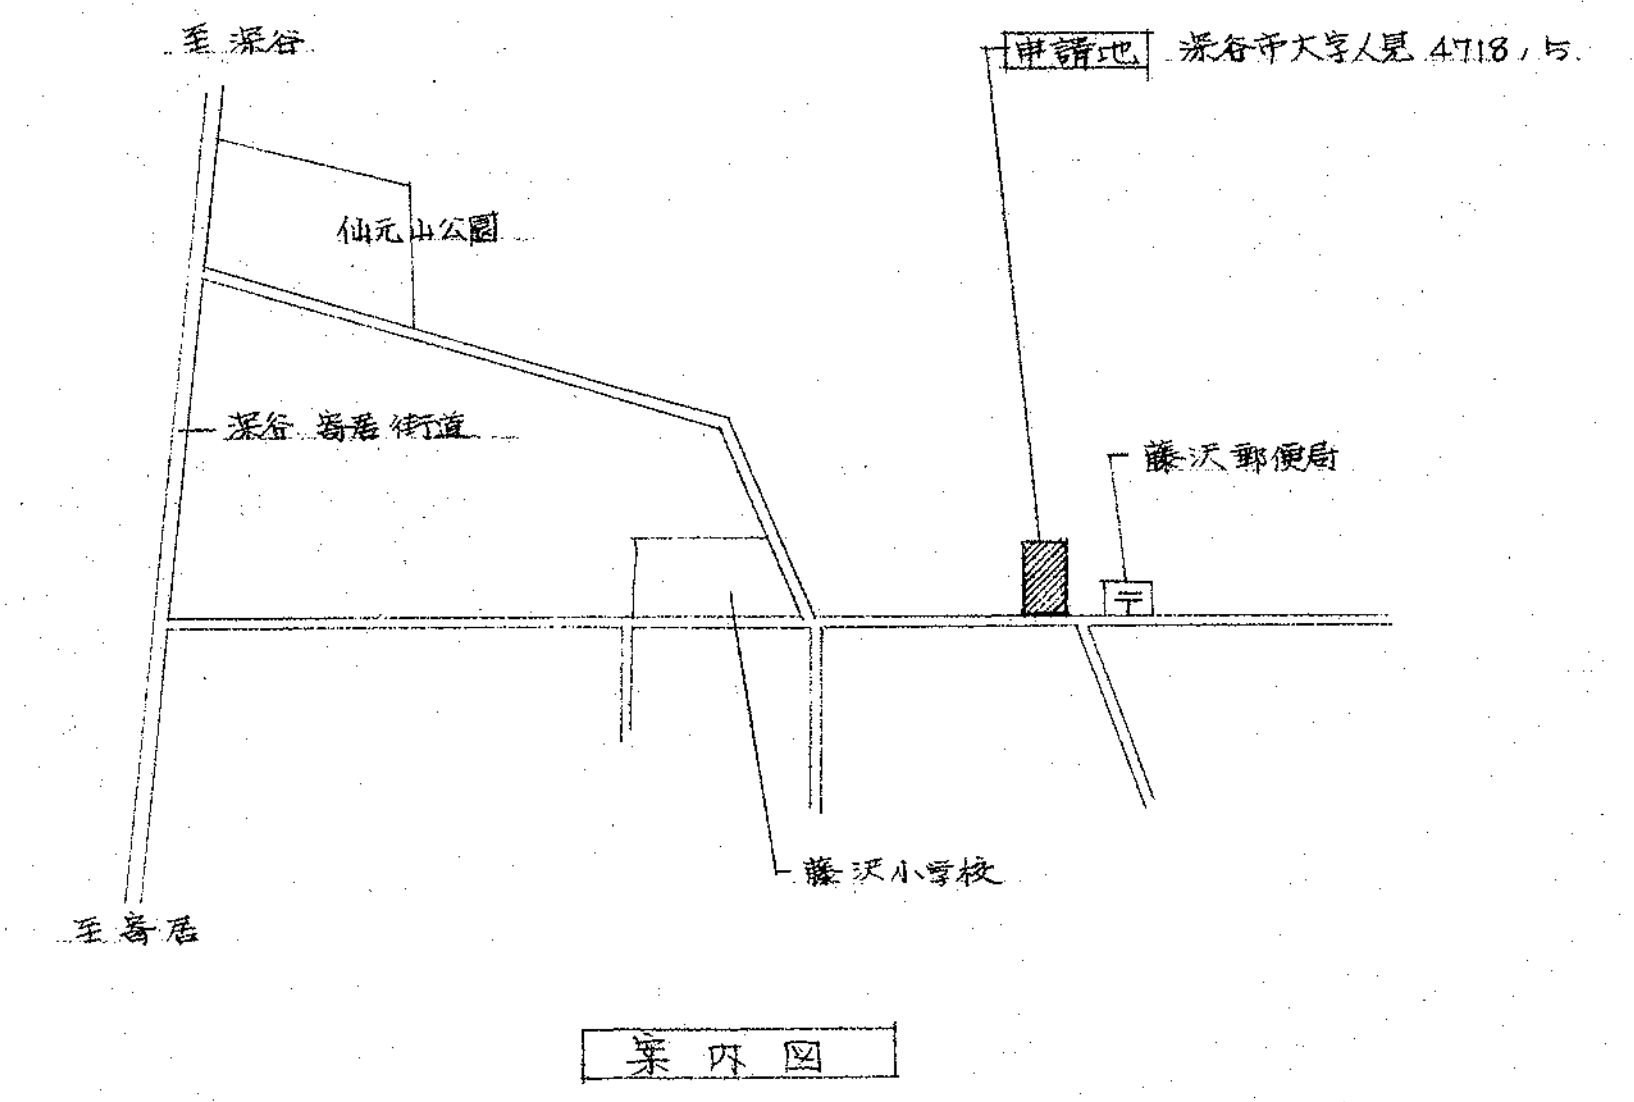 至 深谷
申請地 深谷市大字人見 4718, 5
仙元山公園
深谷 寄居 街道
藤沢郵便局
〒
藤沢小学校
至寄居
案内図